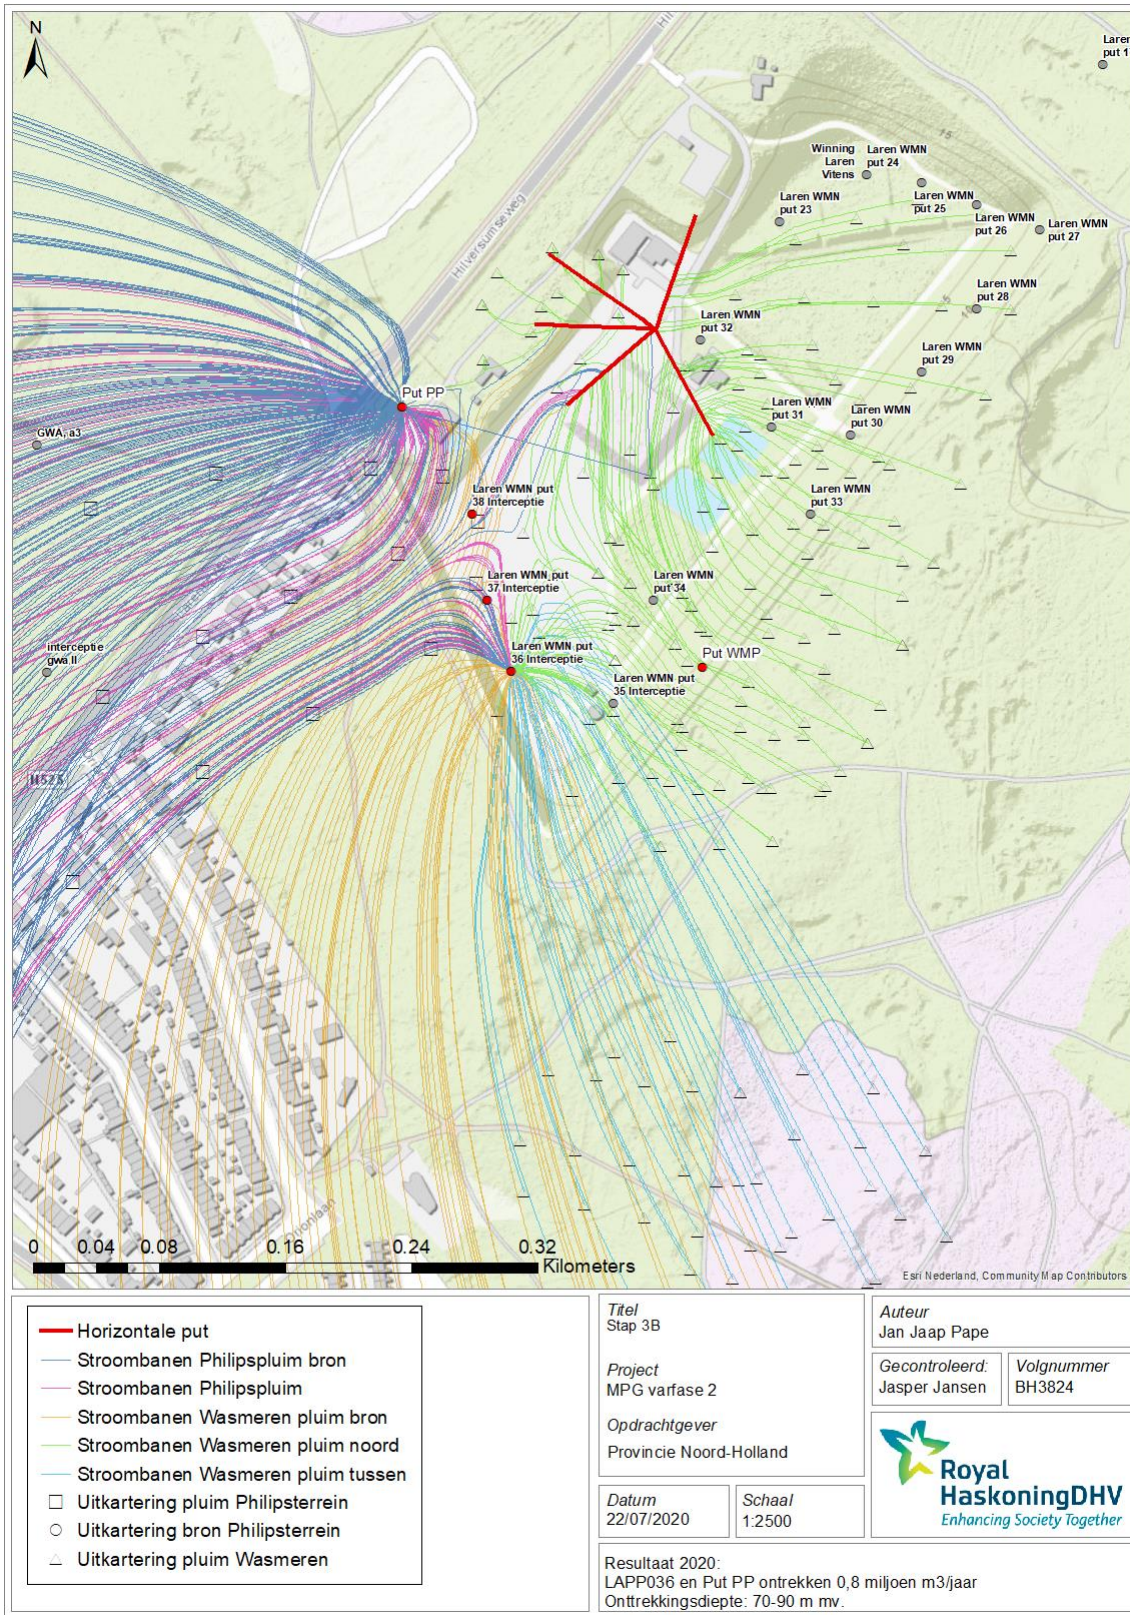 N
Hilversumseweg
Laren
put 1
15
Winning
Laren
Vitens
Laren WMN
put 24
Laren WMN
put 23
Laren WMN
put 25
Laren WMN
put 26
Laren WMN
put 27
Laren WMN
put 28
Laren WMN
put 32
Laren WMN
put 29
Put PP
Laren WMN
put 31
Laren WMN
put 30
GWA, a3
Laren WMN put
38 Interceptie
Laren WMN
put 33
Laren WMN put
37 Interceptie
Laren WMN
put 34
interceptie
gwa II
Laren WMN put
36 Interceptie
Put WMP
Laren WMN put
35 Interceptie
N525
0 0.04 0.08 0.16 0.24 0.32
Kilometers
Esri Nederland, Community Map Contributors
Horizontale put
Stroombanen Philipspluim bron
Stroombanen Philipspluim
Stroombanen Wasmeren pluim bron
Stroombanen Wasmeren pluim noord
Stroombanen Wasmeren pluim tussen
Uitkartering pluim Philipsterrein
Uitkartering bron Philipsterrein
Uitkartering pluim Wasmeren
Titel
Stap 3B
Project
MPG varfase 2
Opdrachtgever
Provincie Noord-Holland
Datum
22/07/2020
Schaal
1:2500
Auteur
Jan Jaap Pape
Gecontroleerd:
Jasper Jansen
Volgnummer
BH3824
Royal
HaskoningDHV
Enhancing Society Together
Resultaat 2020:
LAPP036 en Put PP ontrekken 0,8 miljoen m3/jaar
Onttrekkingsdiepte: 70-90 m mv.